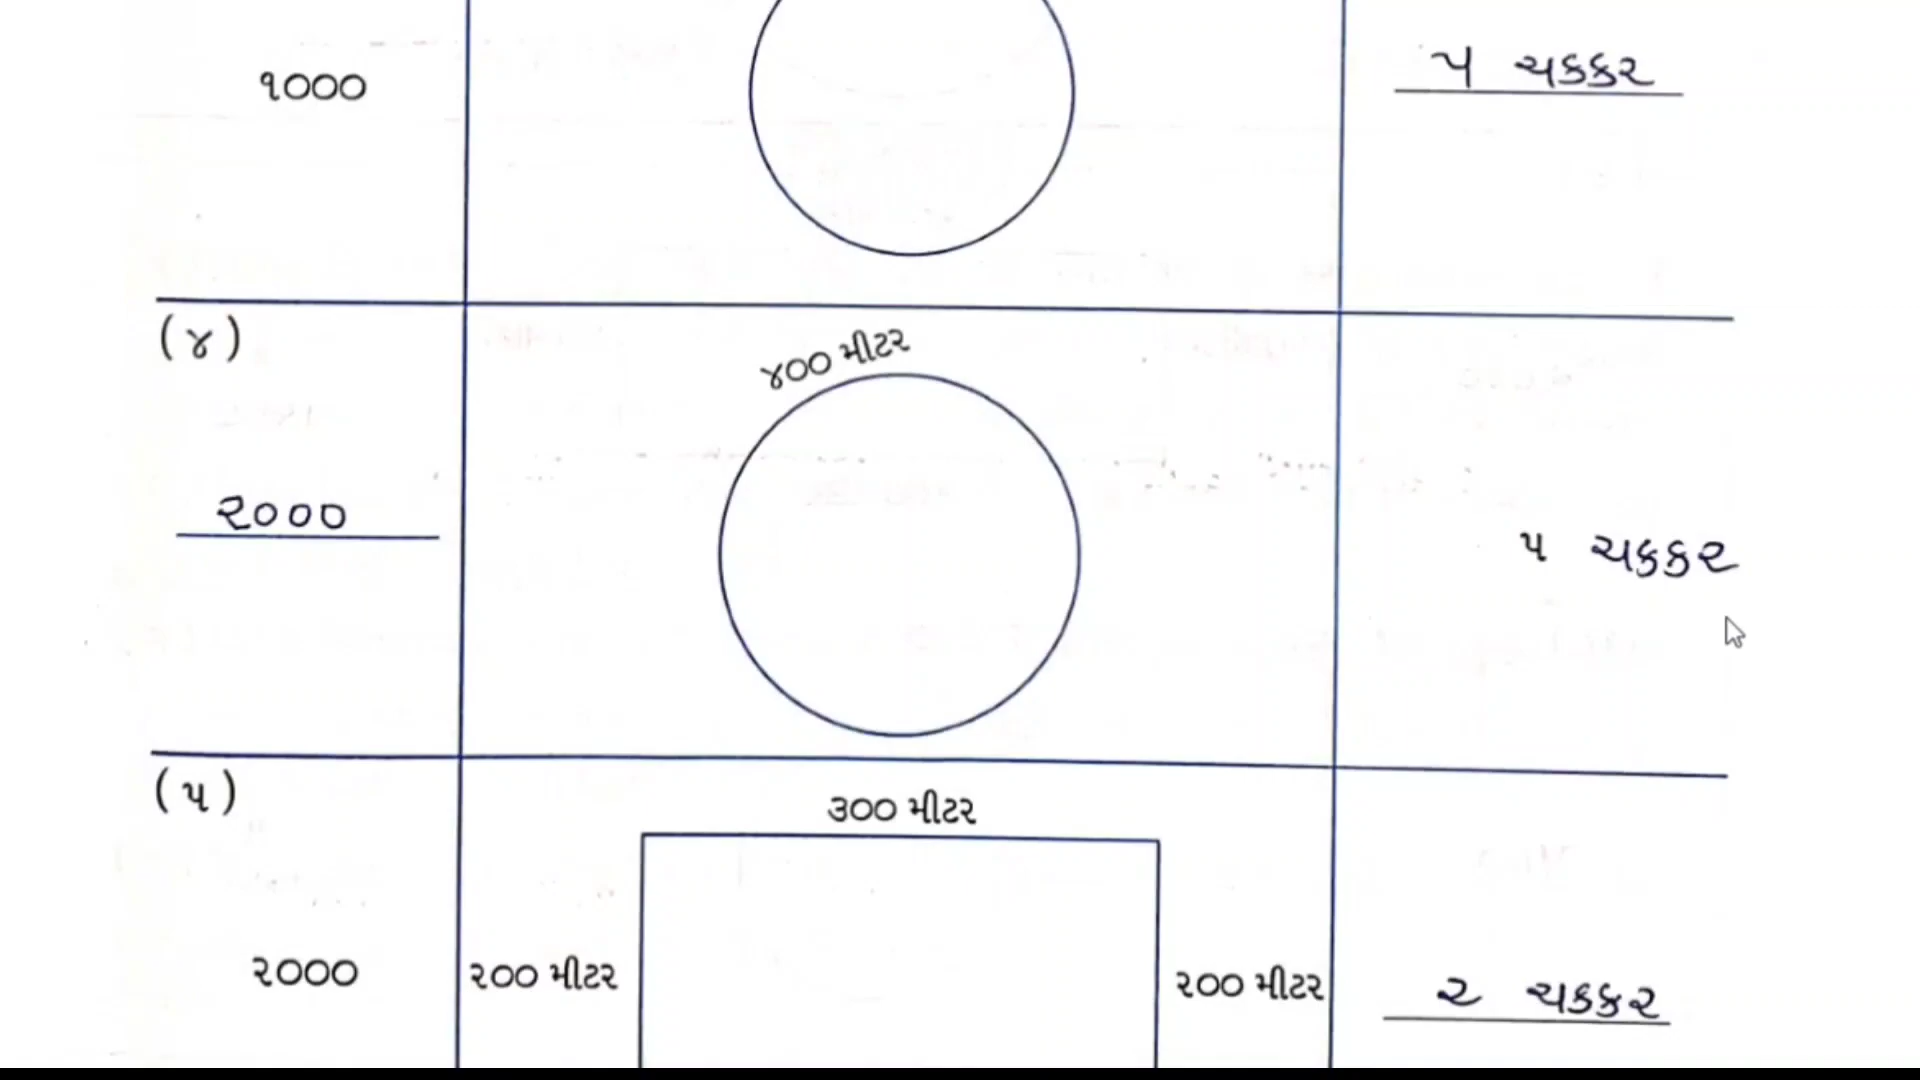 ૧૦૦૦
૫ ચક્કર
(૪)
૪૦૦ મીટર
૨૦૦૦
૫ ચક્કર
(૫)
૩૦૦ મીટર
૨૦૦૦
૨૦૦ મીટર
૨૦૦ મીટર
૨ ચક્કર